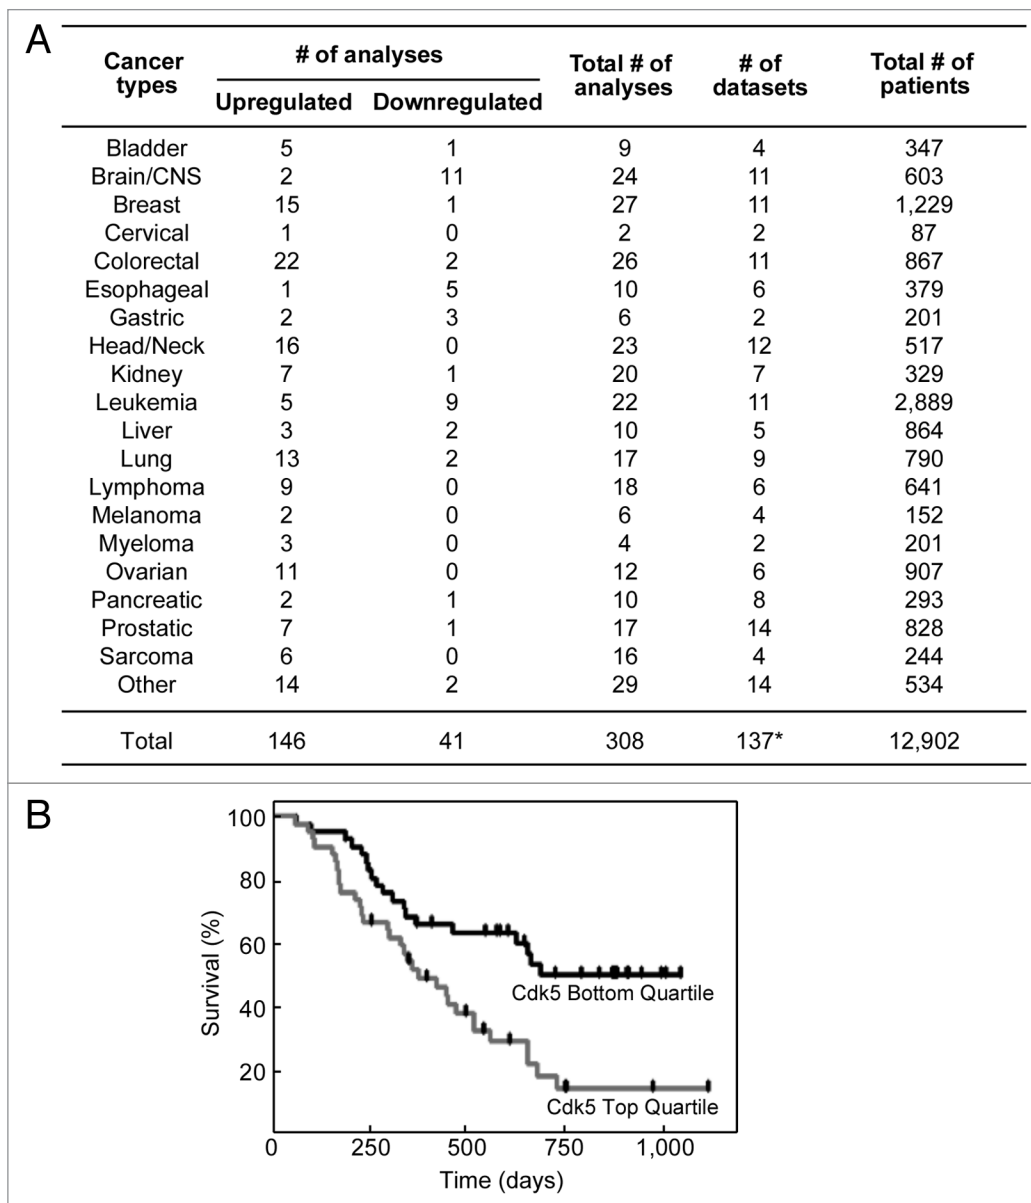 A
Cancer types # of analyses Total # of analyses # of datasets Total # of patients
Upregulated Downregulated
Bladder 5 1 9 4 347
Brain/CNS 2 11 24 11 603
Breast 15 1 27 11 1,229
Cervical 1 0 2 2 87
Colorectal 22 2 26 11 867
Esophageal 1 5 10 6 379
Gastric 2 3 6 2 201
Head/Neck 16 0 23 12 517
Kidney 7 1 20 7 329
Leukemia 5 9 22 11 2,889
Liver 3 2 10 5 864
Lung 13 2 17 9 790
Lymphoma 9 0 18 6 641
Melanoma 2 0 6 4 152
Myeloma 3 0 4 2 201
Ovarian 11 0 12 6 907
Pancreatic 2 1 10 8 293
Prostatic 7 1 17 14 828
Sarcoma 6 0 16 4 244
Other 14 2 29 14 534
Total 146 41 308 137* 12,902
B
Survival (%)
100
80
60
40
20
Cdk5 Bottom Quartile
Cdk5 Top Quartile
0 250 500 750 1,000
Time (days)